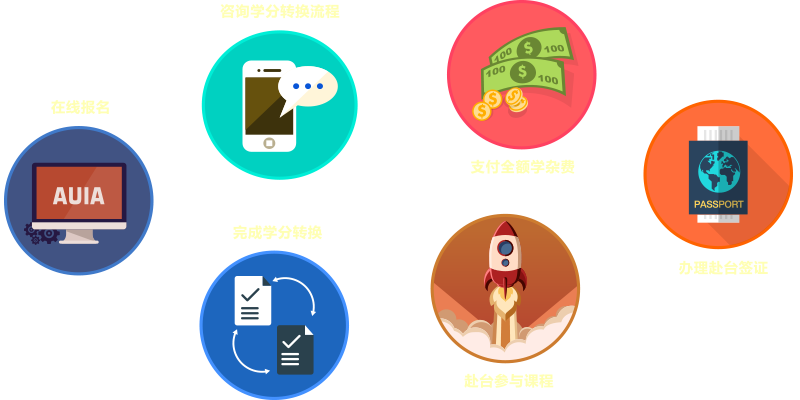 在线报名
AUIA
咨询学分转换流程
支付全额学杂费
100
100
100
100
办理赴台签证
PASSPORT
赴台参与课程
完成学分转换